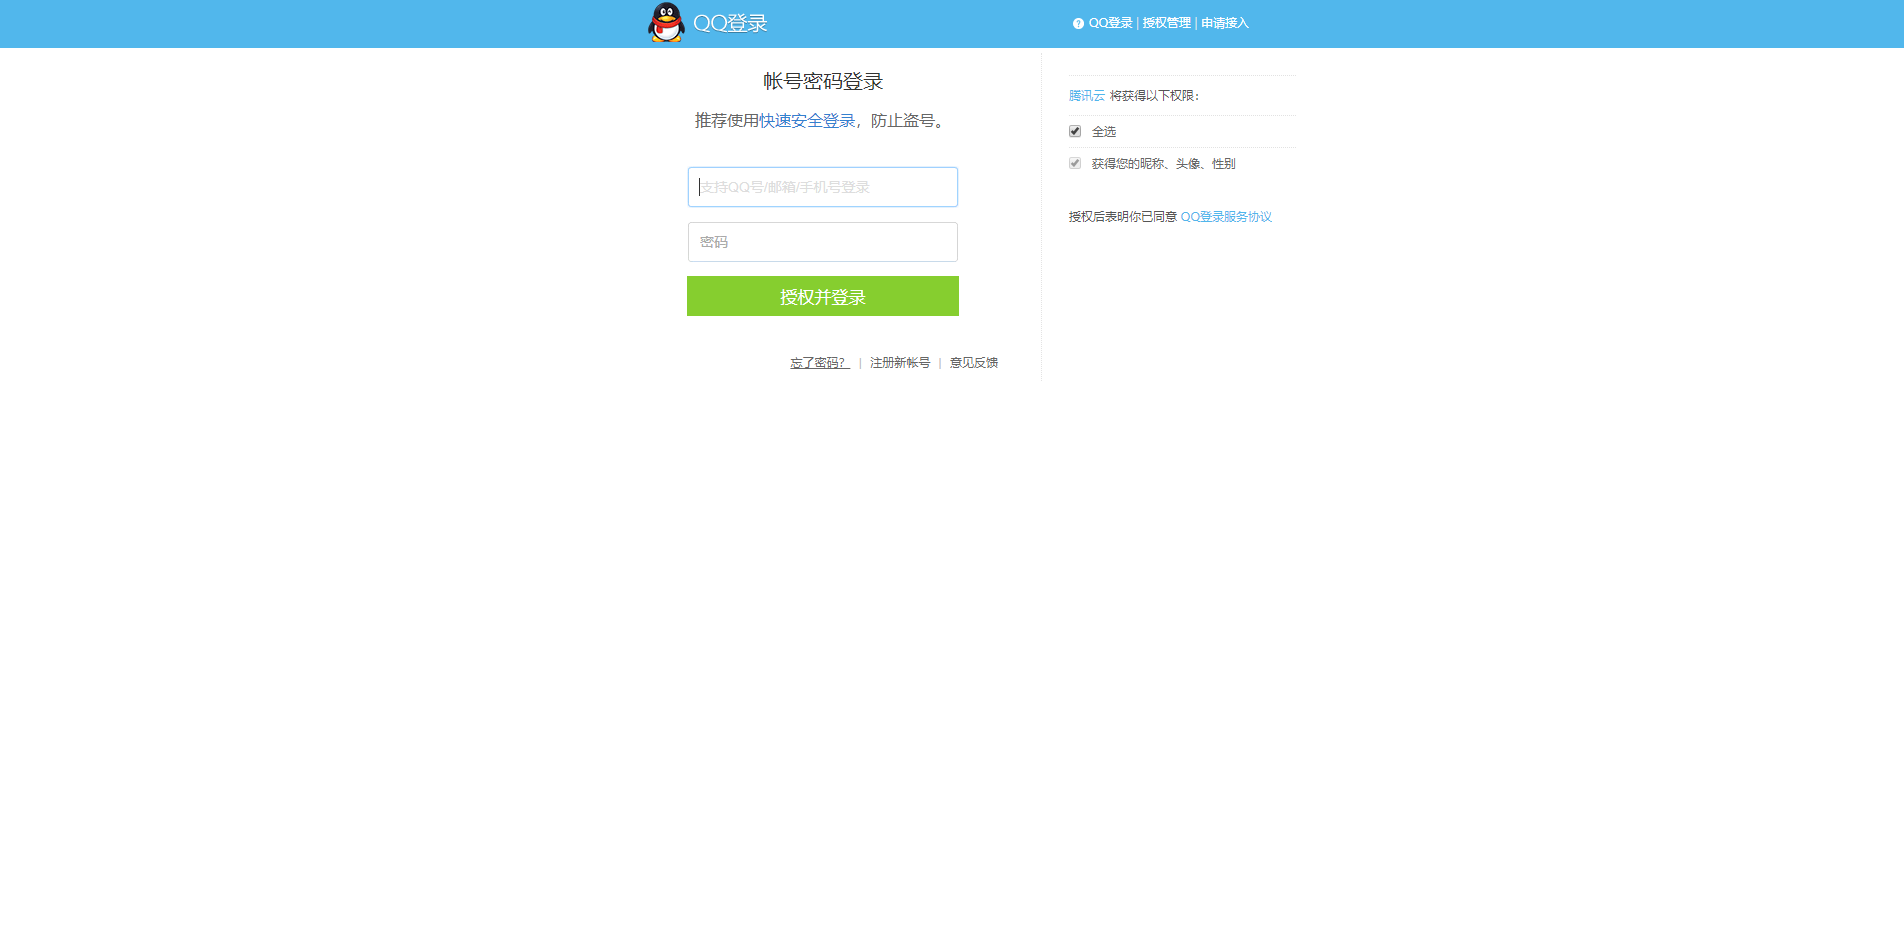 QQ登录
QQ登录 | 授权管理 | 申请接入
帐号密码登录
推荐使用快速安全登录，防止盗号。
支持QQ号/邮箱/手机号登录
密码
授权并登录
忘了密码？ | 注册新帐号 | 意见反馈
腾讯云 将获得以下权限：
全选
获得您的昵称、头像、性别
授权后表明你已同意 QQ登录服务协议